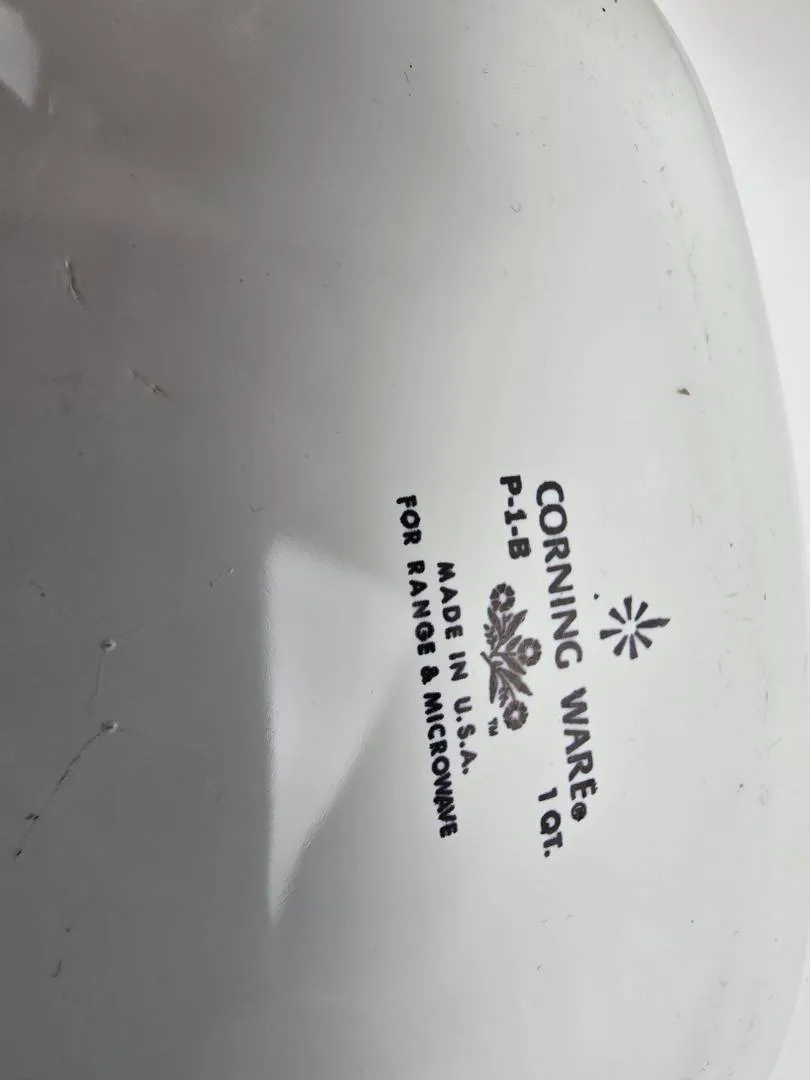 CORNING WARE®
P-1-B 1 QT.
TM
MADE IN U.S.A.
FOR RANGE & MICROWAVE